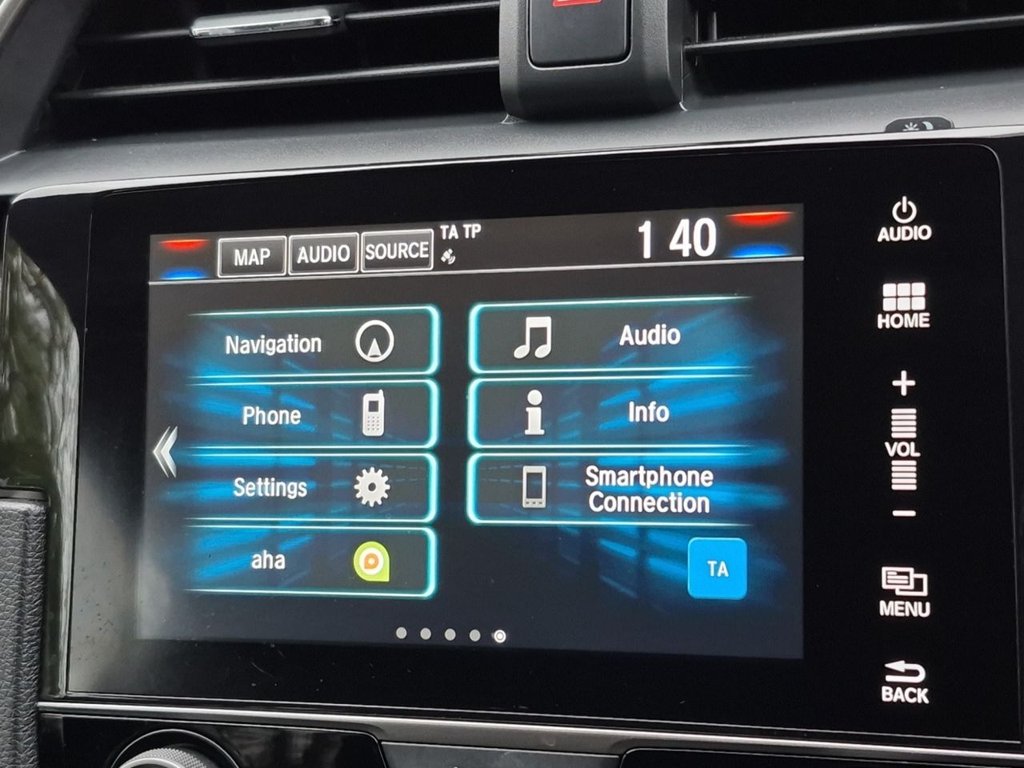 MAP AUDIO SOURCE TA TP 1 40
Navigation Audio
Phone Info
Settings Smartphone
Connection
aha TA
AUDIO
HOME
+
VOL
−
MENU
BACK